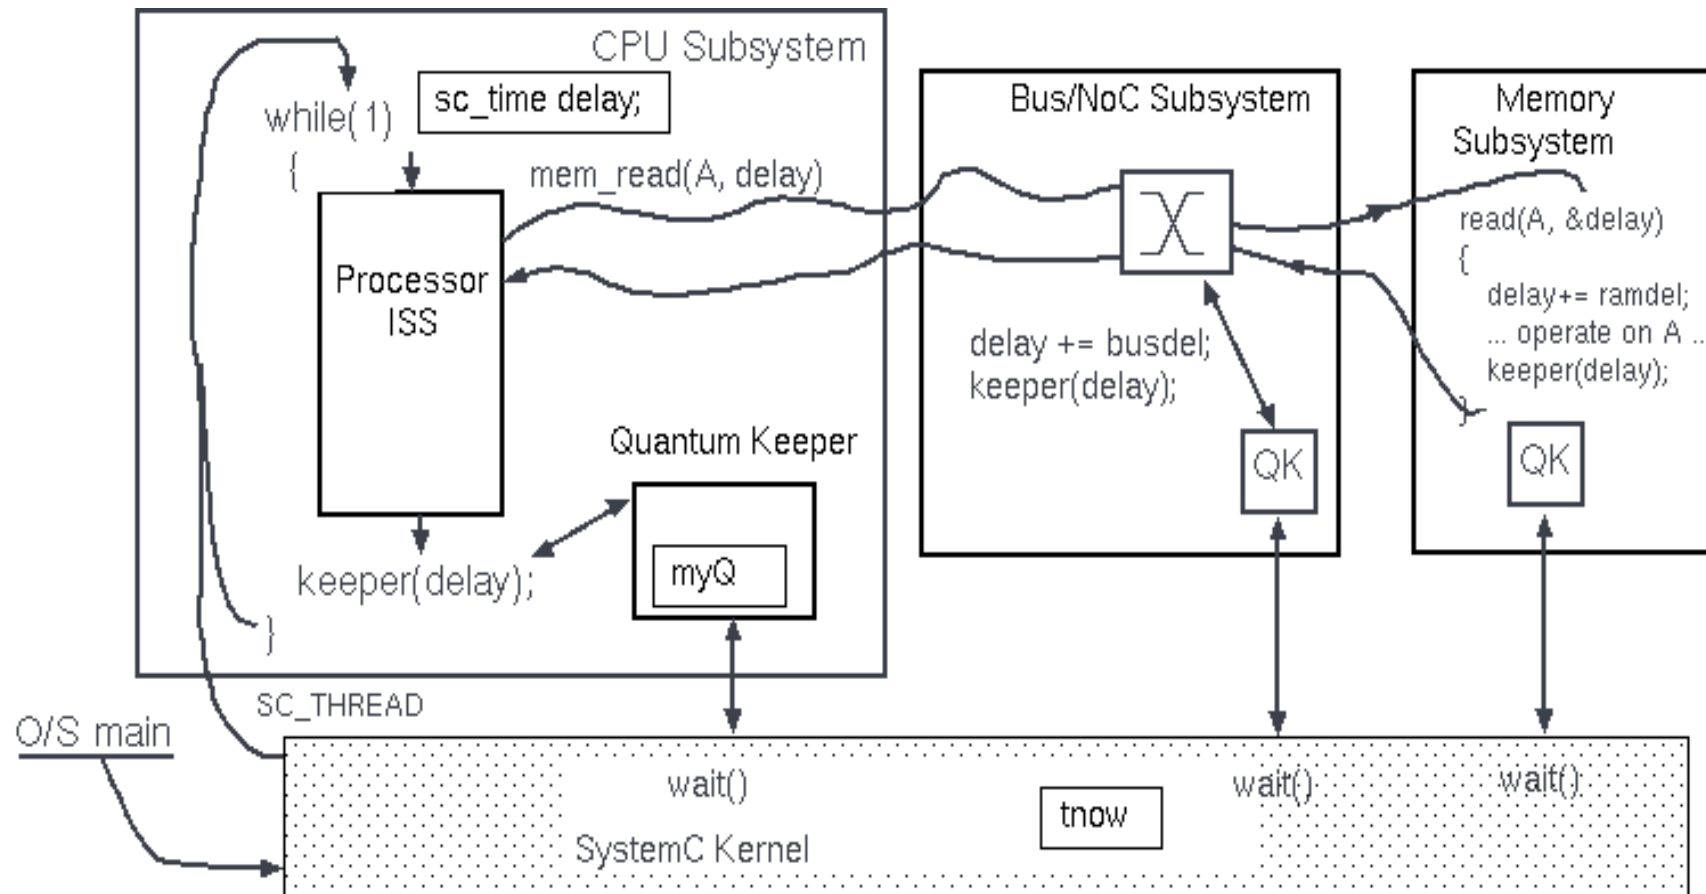 CPU Subsystem
sc_time delay;
while(1)
{
mem_read(A, delay)
Processor
ISS
Quantum Keeper
myQ
keeper(delay);
}
SC_THREAD
O/S main
Bus/NoC Subsystem
delay += busdel;
keeper(delay);
QK
Memory
Subsystem
read(A, &delay)
{
delay+= ramdel;
... operate on A ..
keeper(delay);
}
QK
wait()
wait()
wait()
tnow
SystemC Kernel